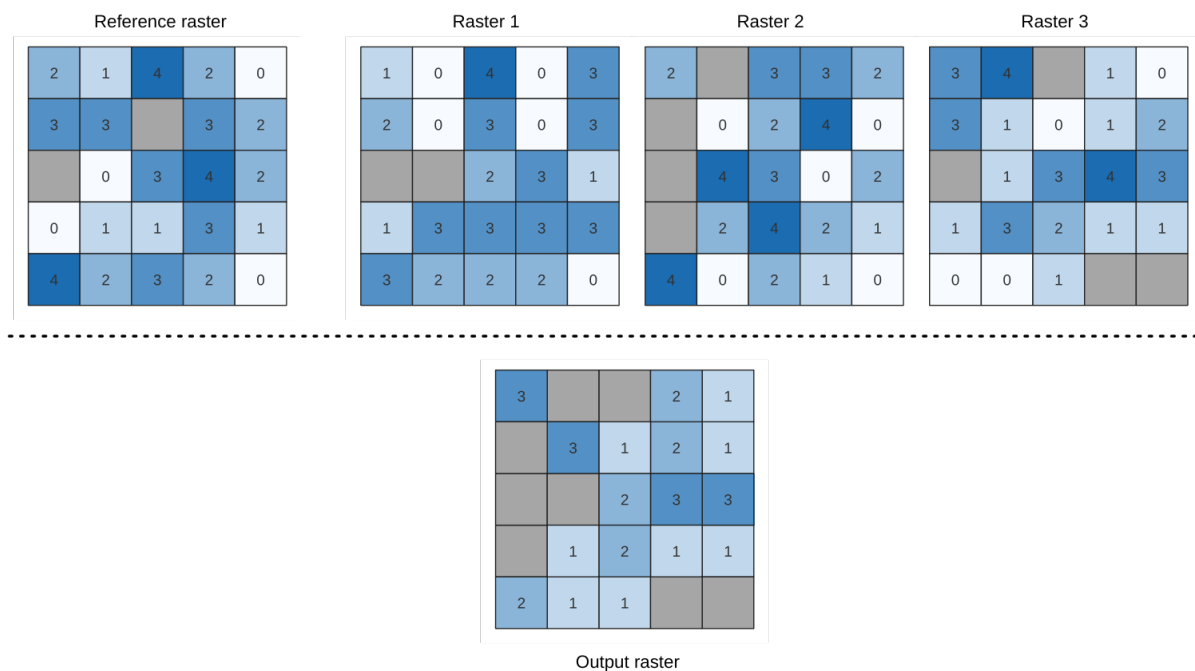 Reference raster Raster 1 Raster 2 Raster 3
2 1 4 2 0 1 0 4 0 3 2 3 3 2 3 4 1 0
3 3 3 2 2 0 3 0 3 0 2 4 0 3 1 0 1 2
0 3 4 2 2 3 1 4 3 0 2 1 3 4 3
0 1 1 3 1 1 3 3 3 3 2 4 2 1 1 3 2 1 1
4 2 3 2 0 3 2 2 2 0 4 0 2 1 0 0 0 1
3 2 1
3 1 2 1
2 3 3
1 2 1 1
2 1 1
Output raster